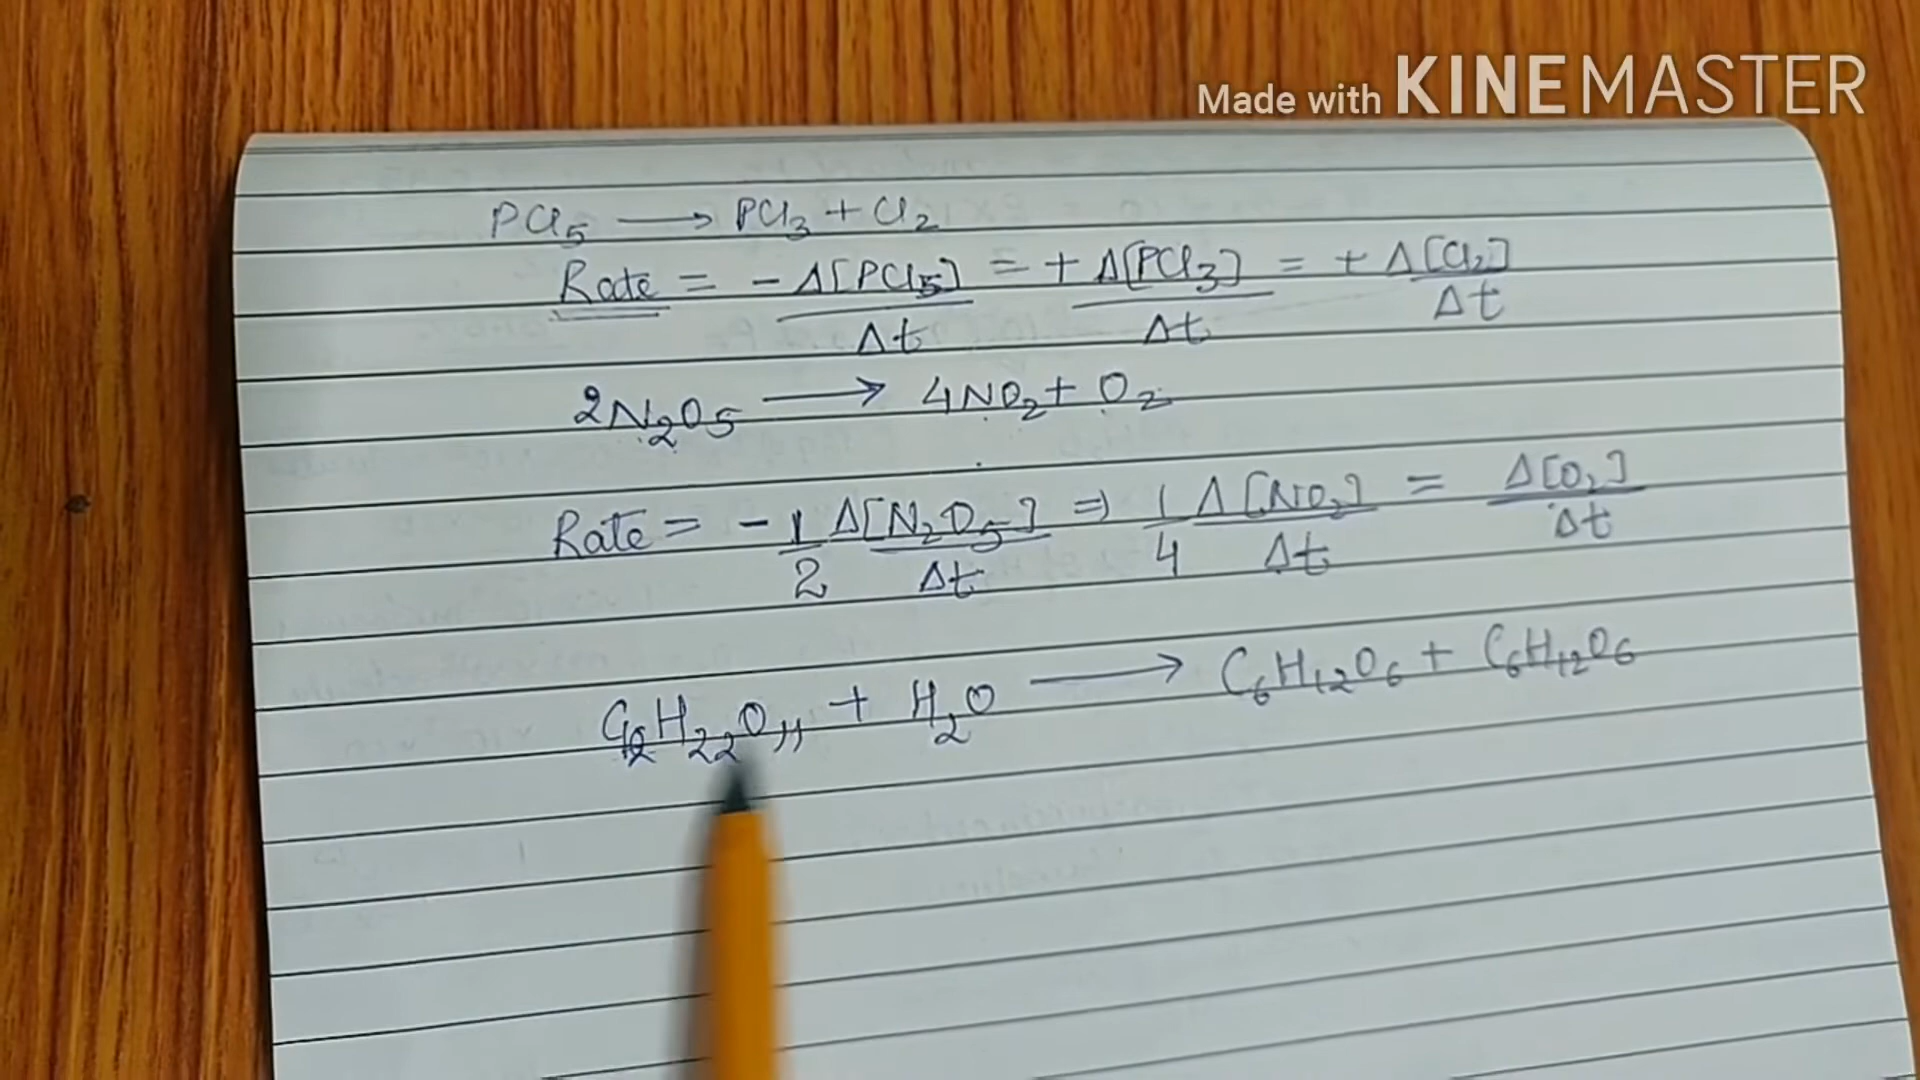 Made with KINEMASTER
PCl5 ⟶ PCl3 + Cl2
Rate = - Δ[PCl5]/Δt = + Δ[PCl3]/Δt = + Δ[Cl2]/Δt
2N2O5 ⟶ 4NO2 + O2
Rate = - 1/2 Δ[N2O5]/Δt ⇒ 1/4 Δ[NO2]/Δt = Δ[O2]/Δt
C12H22O11 + H2O ⟶ C6H12O6 + C6H12O6